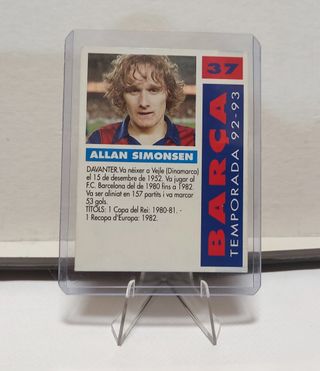 37
BARÇA
TEMPORADA 92-93
ALLAN SIMONSEN
DAVANTER. Va néixer a Vejle (Dinamarca)
el 15 de desembre de 1952. Va jugar al
F.C. Barcelona del de 1980 fins a 1982.
Va ser aliniat en 157 partits i va marcar
53 gols.
TÍTOLS: 1 Copa del Rei: 1980-81. -
1 Recopa d'Europa: 1982.